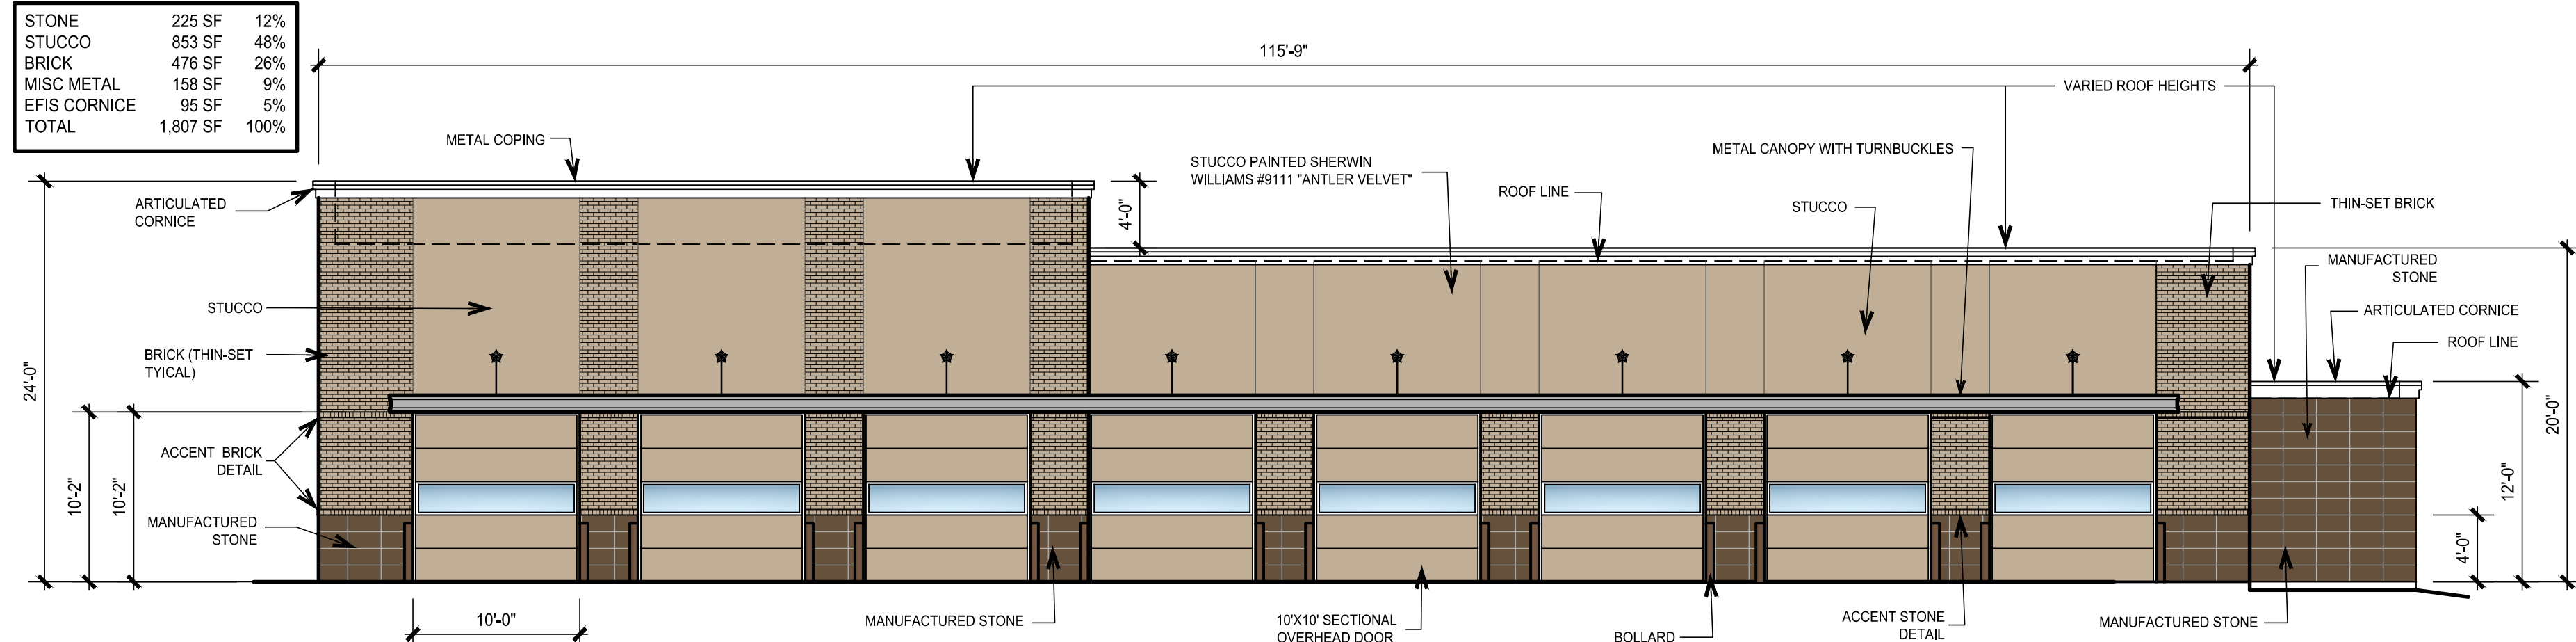 STONE 225 SF 12%
STUCCO 853 SF 48%
BRICK 476 SF 26%
MISC METAL 158 SF 9%
EFIS CORNICE 95 SF 5%
TOTAL 1,807 SF 100%
115'-9"
VARIED ROOF HEIGHTS
METAL COPING
STUCCO PAINTED SHERWIN
WILLIAMS #9111 "ANTLER VELVET"
METAL CANOPY WITH TURNBUCKLES
ROOF LINE
STUCCO
THIN-SET BRICK
ARTICULATED
CORNICE
4'-0"
MANUFACTURED
STONE
STUCCO
ARTICULATED CORNICE
ROOF LINE
BRICK (THIN-SET
TYICAL)
24'-0"
20'-0"
ACCENT BRICK
DETAIL
10'-2"
10'-2"
12'-0"
MANUFACTURED
STONE
4'-0"
10'-0"
MANUFACTURED STONE
10'X10' SECTIONAL
OVERHEAD DOOR
BOLLARD
ACCENT STONE
DETAIL
MANUFACTURED STONE